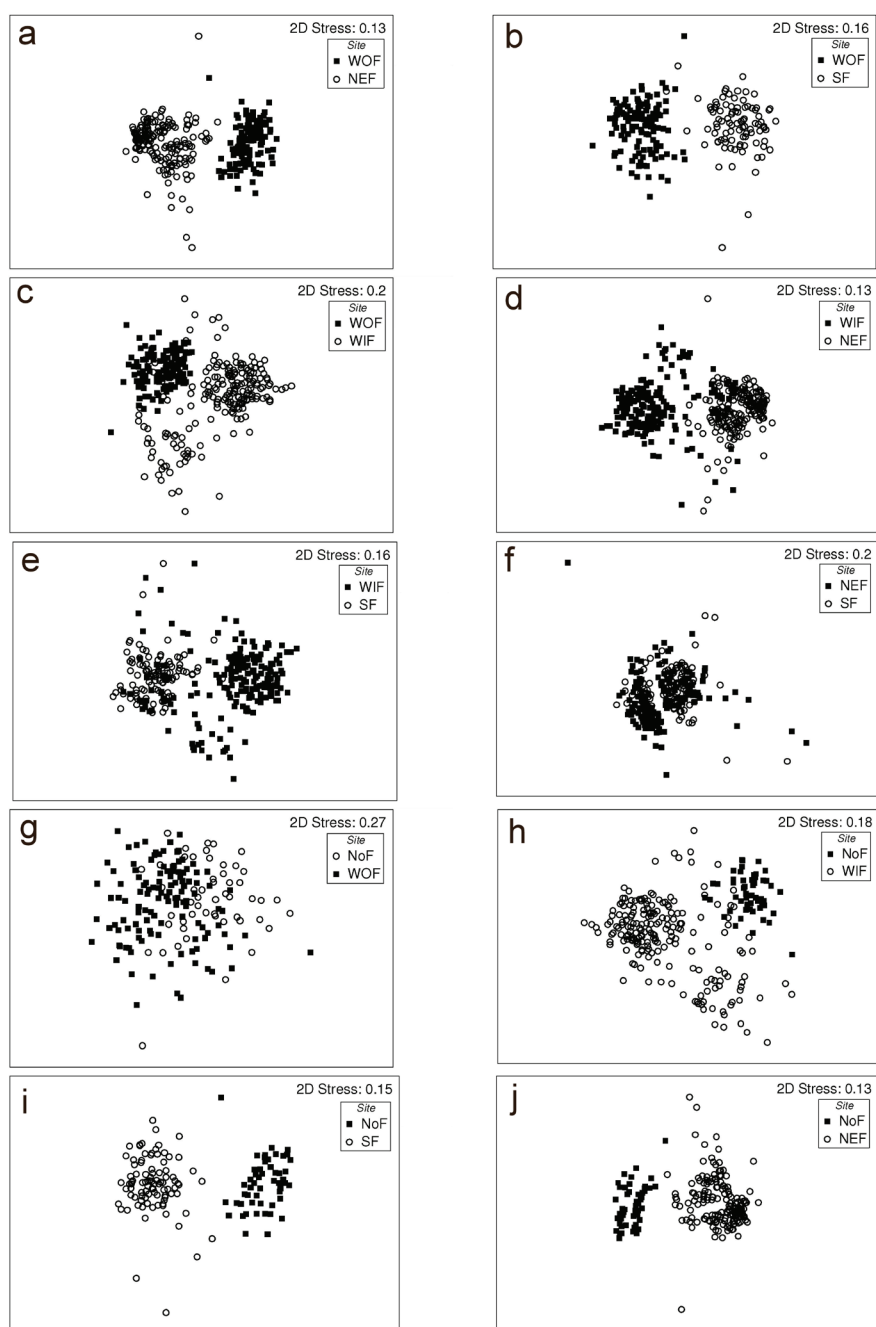 a
2D Stress: 0.13
Site
WOF
NEF
b
2D Stress: 0.16
Site
WOF
SF
c
2D Stress: 0.2
Site
WOF
WIF
d
2D Stress: 0.13
Site
WIF
NEF
e
2D Stress: 0.16
Site
WIF
SF
f
2D Stress: 0.2
Site
NEF
SF
g
2D Stress: 0.27
Site
NoF
WOF
h
2D Stress: 0.18
Site
NoF
WIF
i
2D Stress: 0.15
Site
NoF
SF
j
2D Stress: 0.13
Site
NoF
NEF